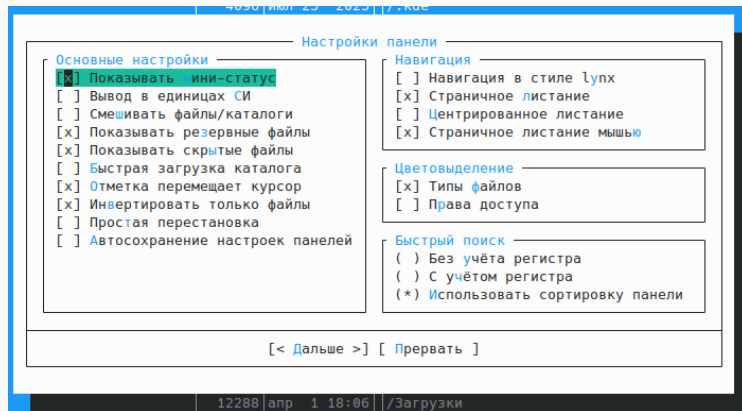 4096 июл 25 2023 /.kde
Настройки панели
Основные настройки
[x] Показывать мини-статус
[ ] Вывод в единицах СИ
[ ] Смешивать файлы/каталоги
[x] Показывать резервные файлы
[x] Показывать скрытые файлы
[ ] Быстрая загрузка каталога
[x] Отметка перемещает курсор
[x] Инвертировать только файлы
[ ] Простая перестановка
[ ] Автосохранение настроек панелей
Навигация
[ ] Навигация в стиле lynx
[x] Страничное листание
[ ] Центрированное листание
[x] Страничное листание мышью
Цветовыделение
[x] Типы файлов
[ ] Права доступа
Быстрый поиск
( ) Без учёта регистра
( ) С учётом регистра
(*) Использовать сортировку панели
[< Дальше >] [ Прервать ]
12288 апр 1 18:06 /Загрузки